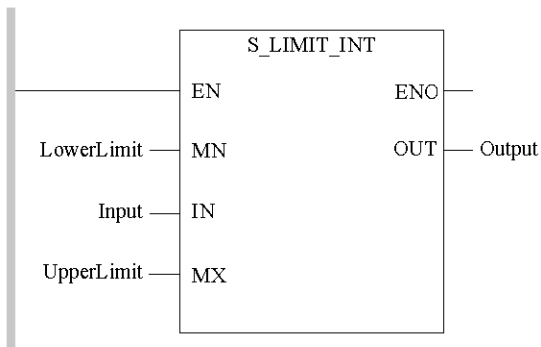 S_LIMIT_INT
EN ENO
LowerLimit MN OUT Output
Input IN
UpperLimit MX